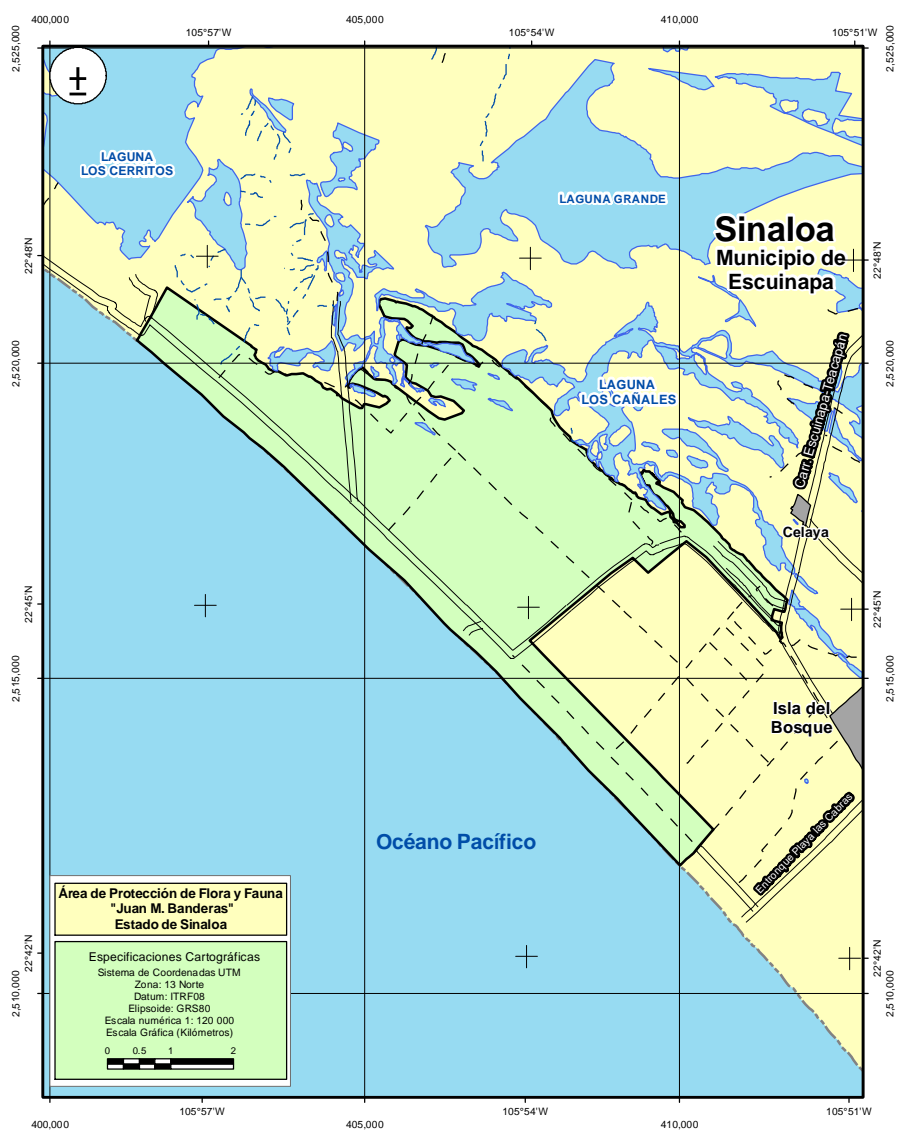 400,000
405,000
410,000
105°57'W
105°54'W
105°51'W
2,525,000
2,525,000
±
LAGUNA
LOS CERRITOS
LAGUNA GRANDE
Sinaloa
Municipio de
Escuinapa
22°48'N
22°48'N
2,520,000
2,520,000
LAGUNA
LOS CAÑALES
Carr. Escuinapa-Teacapán
Celaya
22°45'N
22°45'N
2,515,000
2,515,000
Isla del
Bosque
Océano Pacífico
Entronque Playa las Cabras
Área de Protección de Flora y Fauna
"Juan M. Banderas"
Estado de Sinaloa
22°42'N
22°42'N
Especificaciones Cartográficas
Sistema de Coordenadas UTM
Zona: 13 Norte
Datum: ITRF08
Elipsoide: GRS80
Escala numérica 1: 120 000
Escala Gráfica (Kilómetros)
0 0.5 1 2
2,510,000
2,510,000
105°57'W
105°54'W
105°51'W
400,000
405,000
410,000